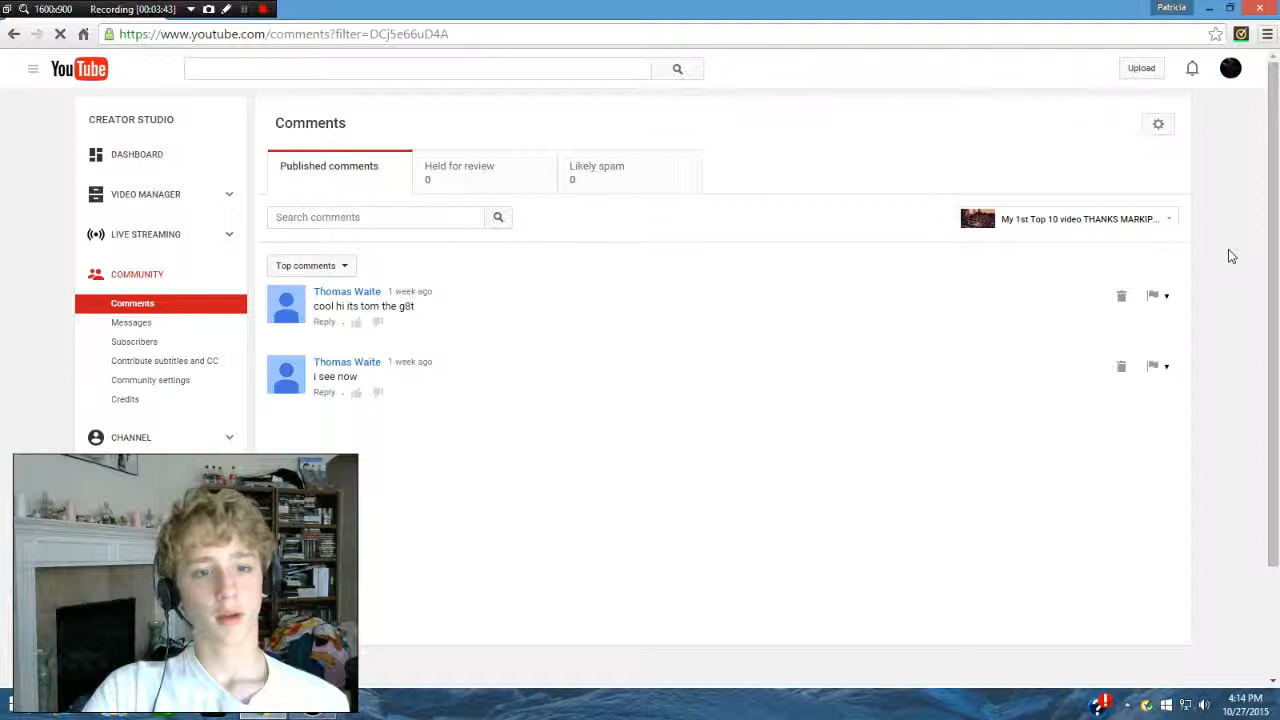 1600x900 Recording [00:03:43]
Patricia
https://www.youtube.com/comments?filter=DCj5e66uD4A
YouTube
Upload
CREATOR STUDIO
DASHBOARD
VIDEO MANAGER
LIVE STREAMING
COMMUNITY
Comments
Messages
Subscribers
Contribute subtitles and CC
Community settings
Credits
CHANNEL
Comments
Published comments
Held for review
0
Likely spam
0
Search comments
My 1st Top 10 video THANKS MARKIP...
Top comments
Thomas Waite 1 week ago
cool hi its tom the g8t
Reply
Thomas Waite 1 week ago
i see now
Reply
4:14 PM
10/27/2015